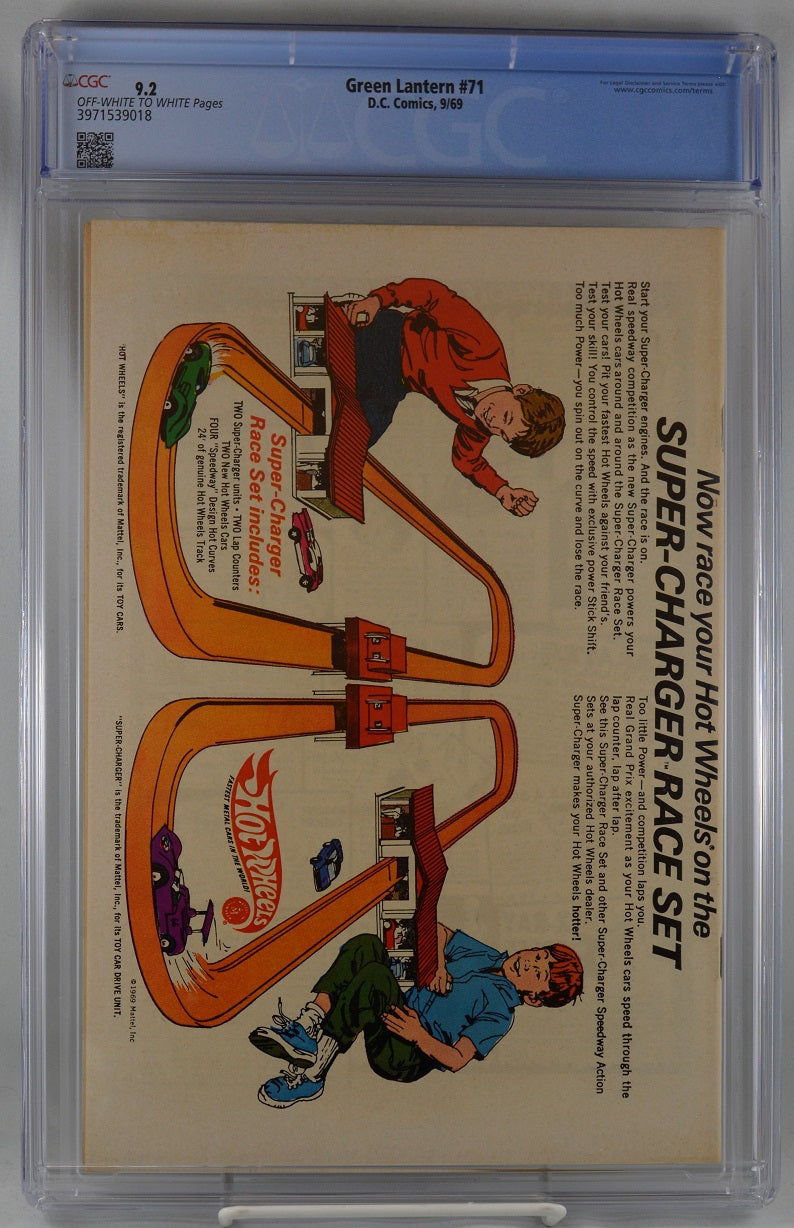 CGC
9.2
OFF-WHITE TO WHITE Pages
3971539018
Green Lantern #71
D.C. Comics, 9/69
For Legal Disclaimer and Service Terms please visit
www.cgccomics.com/terms
CGC
Now race your Hot Wheels® on the
SUPER-CHARGER™ RACE SET
Start your Super-Charger engines. And the race is on.
Real speedway competition as the new Super-Charger powers your
Hot Wheels cars around and around the Super-Charger Race Set.
Test your cars! Pit your fastest Hot Wheels against your friend's.
Test your skill! You control the speed with exclusive power Stick Shift.
Too much Power—you spin out on the curve and lose the race.
Too little Power—and competition laps you.
Real Grand Prix excitement as your Hot Wheels cars speed through the
lap counter, lap after lap.
See this Super-Charger Race Set and other Super-Charger Speedway Action
Sets at your authorized Hot Wheels dealer.
Super-Charger makes your Hot Wheels hotter!
Super-Charger
Race Set includes:
TWO Super-Charger units • TWO Lap Counters
TWO New Hot Wheels Cars
FOUR "Speedway" Design Hot Curves
24' of genuine Hot Wheels Track
Hot Wheels
FASTEST METAL CARS IN THE WORLD!
"HOT WHEELS" is the registered trademark of Mattel, Inc., for its TOY CARS.
"SUPER-CHARGER" is the trademark of Mattel, Inc., for its TOY CAR DRIVE UNIT.
©1969 Mattel, Inc